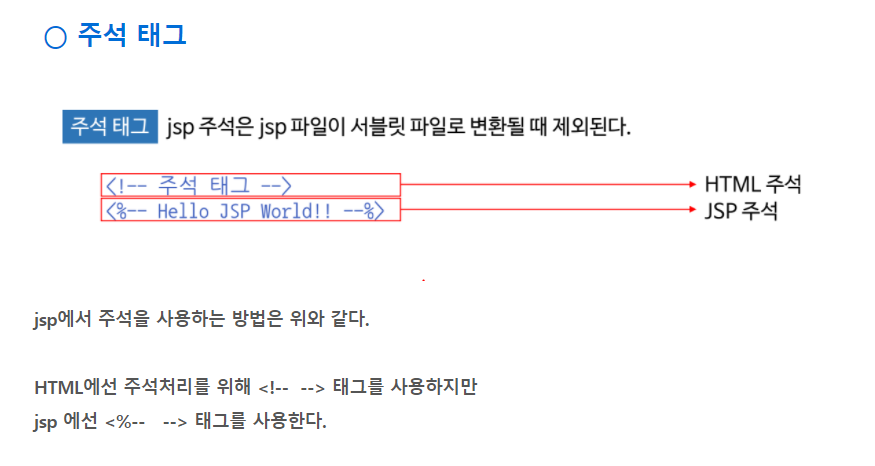 ○ 주석 태그
주석 태그 jsp 주석은 jsp 파일이 서블릿 파일로 변환될 때 제외된다.
<!-- 주석 태그 --> HTML 주석
<%-- Hello JSP World!! --%> JSP 주석
jsp에서 주석을 사용하는 방법은 위와 같다.
HTML에선 주석처리를 위해 <!-- --> 태그를 사용하지만
jsp 에선 <%-- --> 태그를 사용한다.